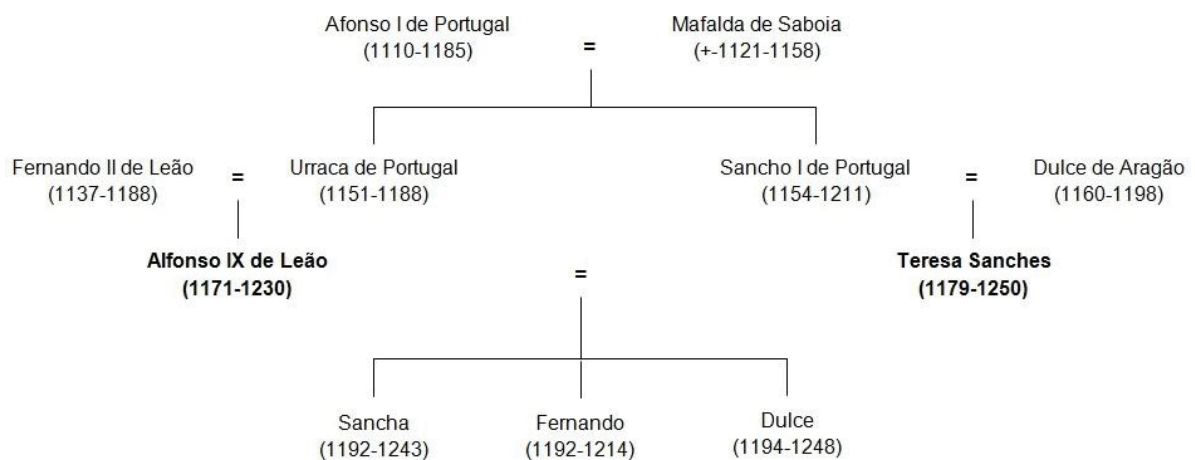 Afonso I de Portugal
(1110-1185)
=
Mafalda de Saboia
(+-1121-1158)
Fernando II de Leão
(1137-1188)
=
Urraca de Portugal
(1151-1188)
Sancho I de Portugal
(1154-1211)
=
Dulce de Aragão
(1160-1198)
Alfonso IX de Leão
(1171-1230)
=
Teresa Sanches
(1179-1250)
Sancha
(1192-1243)
Fernando
(1192-1214)
Dulce
(1194-1248)